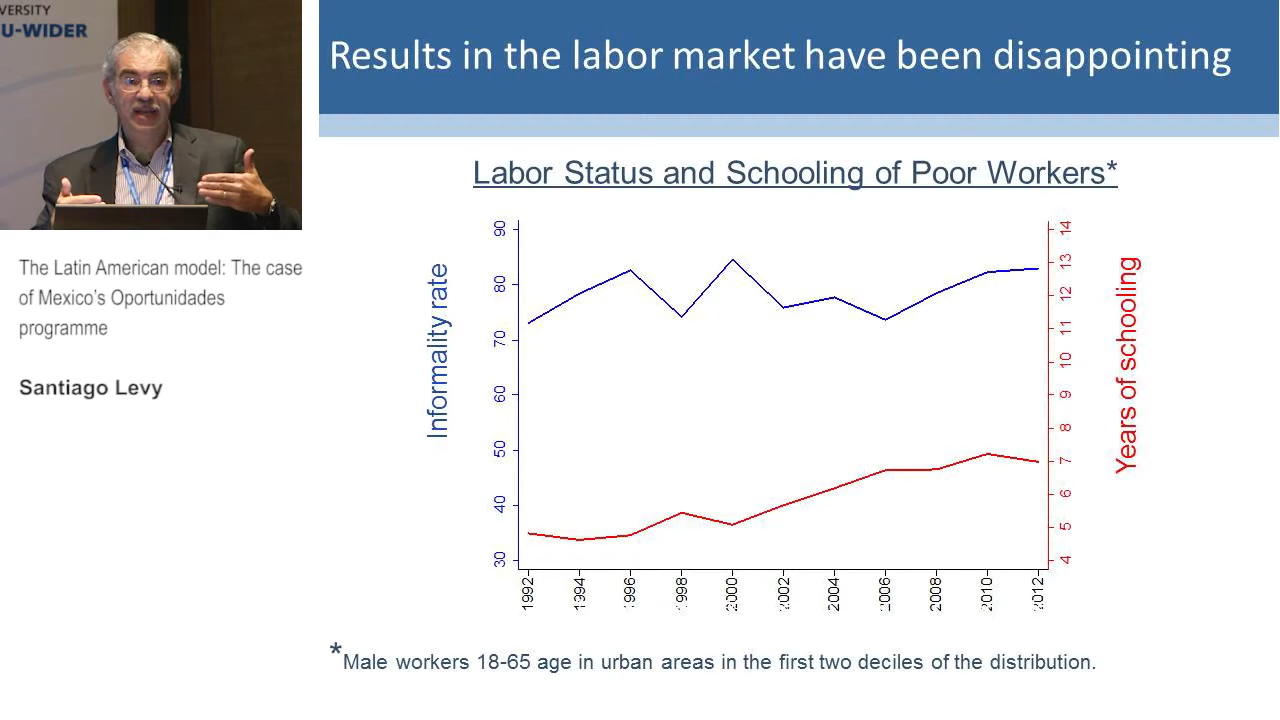 VERSITY
U-WIDER
Results in the labor market have been disappointing
The Latin American model: The case
of Mexico's Oportunidades
programme
Santiago Levy
Labor Status and Schooling of Poor Workers*
Informality rate
90
80
70
60
50
40
30
14
13
12
11
10
9
8
7
6
5
4
Years of schooling
1992
1994
1996
1998
2000
2002
2004
2006
2008
2010
2012
*Male workers 18-65 age in urban areas in the first two deciles of the distribution.